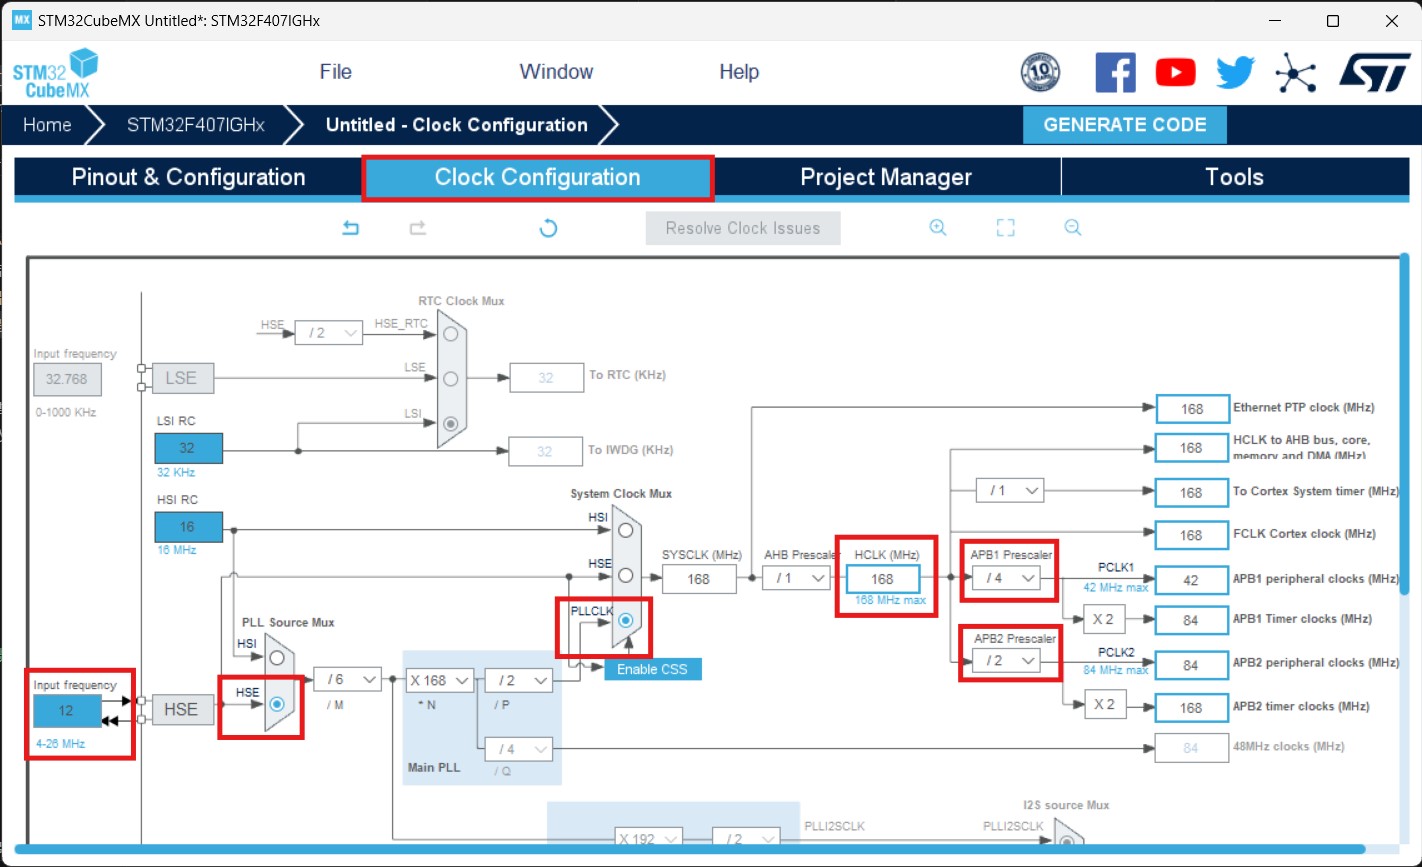 MX STM32CubeMX Untitled*: STM32F407IGHx
STM32
CubeMX
File Window Help
10
Home STM32F407IGHx Untitled - Clock Configuration GENERATE CODE
Pinout & Configuration Clock Configuration Project Manager Tools
Resolve Clock Issues
RTC Clock Mux
HSE / 2 HSE_RTC
Input frequency
32.768
0-1000 KHz
LSE
LSE
32 To RTC (KHz)
LSI RC
LSI
32
32 KHz
32 To IWDG (KHz)
168 Ethernet PTP clock (MHz)
168 HCLK to AHB bus, core,
memory and DMA (MHz)
HSI RC
16
16 MHz
System Clock Mux
HSI
HSE
PLLCLK
Enable CSS
SYSCLK (MHz)
168
AHB Prescaler
/ 1
HCLK (MHz)
168
168 MHz max
/ 1
168 To Cortex System timer (MHz)
168 FCLK Cortex clock (MHz)
APB1 Prescaler
/ 4
PCLK1
42 MHz max
42 APB1 peripheral clocks (MHz)
X 2
84 APB1 Timer clocks (MHz)
APB2 Prescaler
/ 2
PCLK2
84 MHz max
84 APB2 peripheral clocks (MHz)
X 2
168 APB2 timer clocks (MHz)
84 48MHz clocks (MHz)
PLL Source Mux
HSI
HSE
Input frequency
12
4-26 MHz
HSE
/ 6
/ M
X 168
* N
/ 2
/ P
/ 4
/ Q
Main PLL
X 192
/ 2
PLLI2SCLK
I2S source Mux
PLLI2SCLK